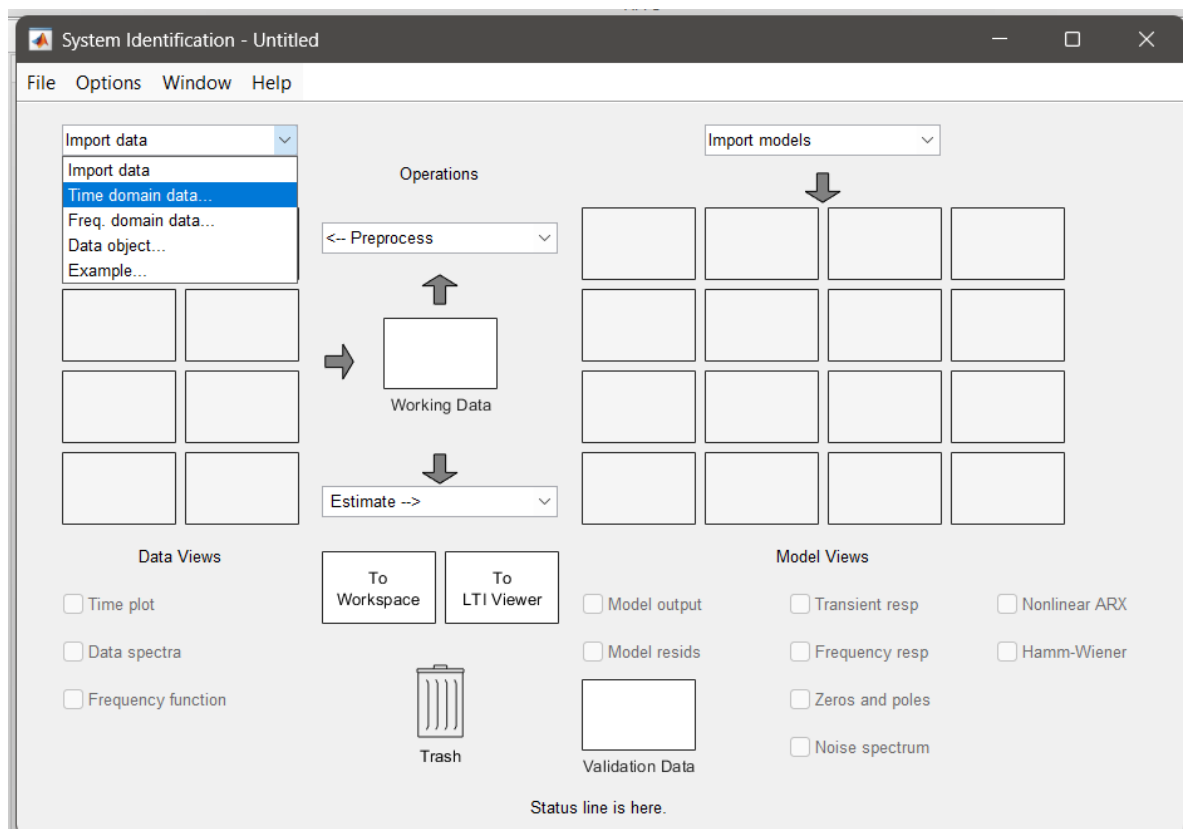 System Identification - Untitled
File Options Window Help
Import data
Import data
Time domain data...
Freq. domain data...
Data object...
Example...
Operations
<-- Preprocess
Working Data
Estimate -->
Import models
Data Views
Time plot
Data spectra
Frequency function
To
Workspace
To
LTI Viewer
Trash
Model Views
Model output
Transient resp
Nonlinear ARX
Model resids
Frequency resp
Hamm-Wiener
Zeros and poles
Noise spectrum
Validation Data
Status line is here.